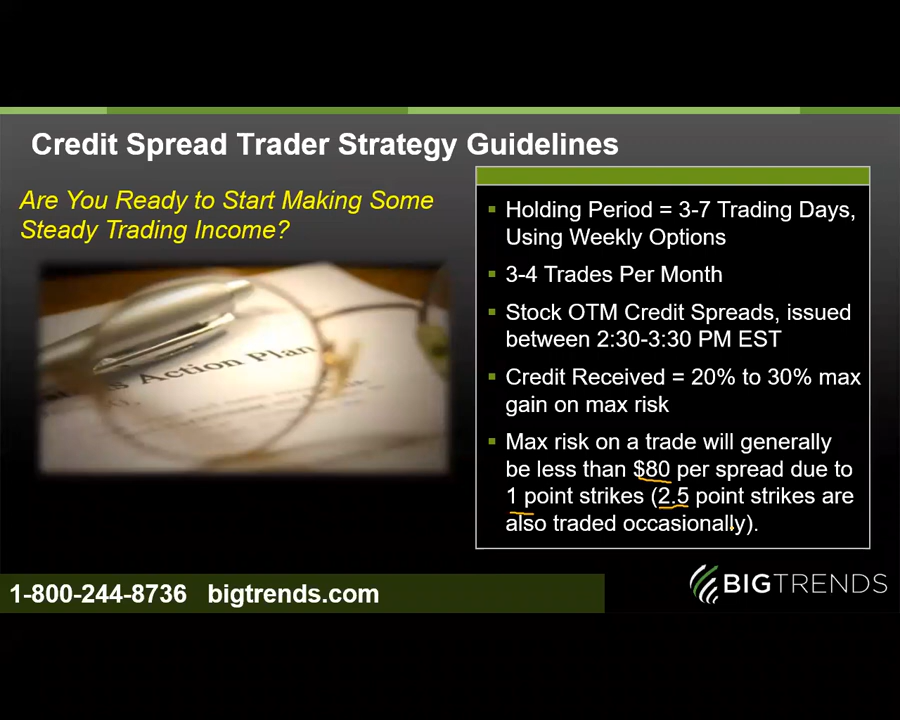 Credit Spread Trader Strategy Guidelines
Are You Ready to Start Making Some
Steady Trading Income?
Action Plan
Holding Period = 3-7 Trading Days,
Using Weekly Options
3-4 Trades Per Month
Stock OTM Credit Spreads, issued
between 2:30-3:30 PM EST
Credit Received = 20% to 30% max
gain on max risk
Max risk on a trade will generally
be less than $80 per spread due to
1 point strikes (2.5 point strikes are
also traded occasionally).
1-800-244-8736 bigtrends.com
BIGTRENDS